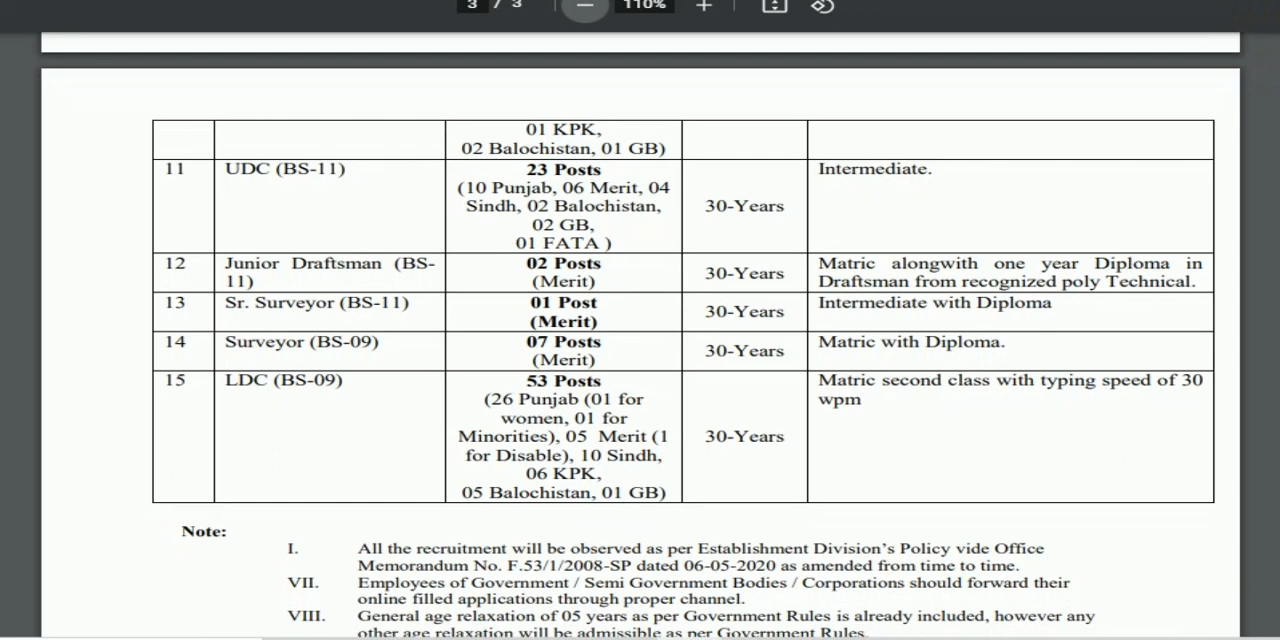 3 / 3 110%
01 KPK,
02 Balochistan, 01 GB)
11 UDC (BS-11) 23 Posts
(10 Punjab, 06 Merit, 04
Sindh, 02 Balochistan,
02 GB,
01 FATA )
30-Years
Intermediate.
12 Junior Draftsman (BS-
11)
02 Posts
(Merit)
30-Years
Matric alongwith one year Diploma in
Draftsman from recognized poly Technical.
13 Sr. Surveyor (BS-11) 01 Post
(Merit)
30-Years
Intermediate with Diploma
14 Surveyor (BS-09) 07 Posts
(Merit)
30-Years
Matric with Diploma.
15 LDC (BS-09) 53 Posts
(26 Punjab (01 for
women, 01 for
Minorities), 05 Merit (1
for Disable), 10 Sindh,
06 KPK,
05 Balochistan, 01 GB)
30-Years
Matric second class with typing speed of 30
wpm
Note:
I. All the recruitment will be observed as per Establishment Division's Policy vide Office
Memorandum No. F.53/1/2008-SP dated 06-05-2020 as amended from time to time.
VII. Employees of Government / Semi Government Bodies / Corporations should forward their
online filled applications through proper channel.
VIII. General age relaxation of 05 years as per Government Rules is already included, however any
other age relaxation will be admissible as per Government Rules.